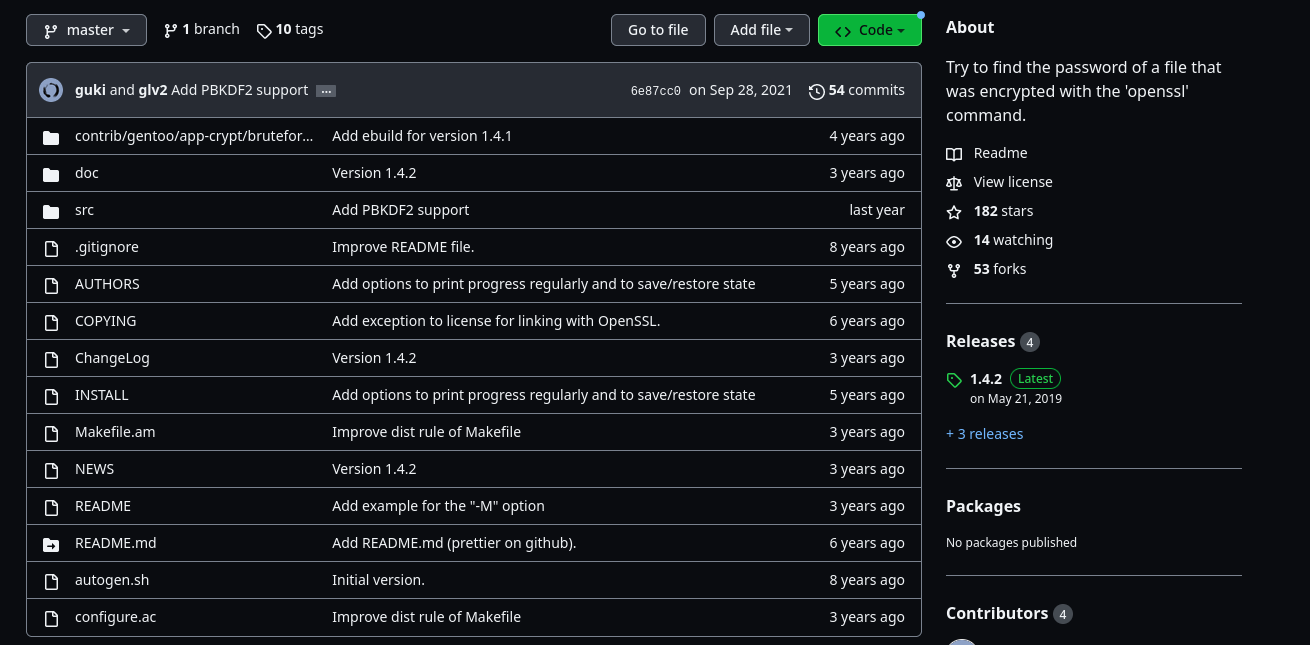 master 1 branch 10 tags Go to file Add file Code
guki and glv2 Add PBKDF2 support ... 6e87cc0 on Sep 28, 2021 54 commits
contrib/gentoo/app-crypt/brutefor... Add ebuild for version 1.4.1 4 years ago
doc Version 1.4.2 3 years ago
src Add PBKDF2 support last year
.gitignore Improve README file. 8 years ago
AUTHORS Add options to print progress regularly and to save/restore state 5 years ago
COPYING Add exception to license for linking with OpenSSL. 6 years ago
ChangeLog Version 1.4.2 3 years ago
INSTALL Add options to print progress regularly and to save/restore state 5 years ago
Makefile.am Improve dist rule of Makefile 3 years ago
NEWS Version 1.4.2 3 years ago
README Add example for the "-M" option 3 years ago
README.md Add README.md (prettier on github). 6 years ago
autogen.sh Initial version. 8 years ago
configure.ac Improve dist rule of Makefile 3 years ago
About
Try to find the password of a file that
was encrypted with the 'openssl'
command.
Readme
View license
182 stars
14 watching
53 forks
Releases 4
1.4.2 Latest
on May 21, 2019
+ 3 releases
Packages
No packages published
Contributors 4